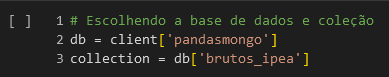 [ ] 1 # Escolhendo a base de dados e coleção
2 db = client['pandasmongo']
3 collection = db['brutos_ipea']